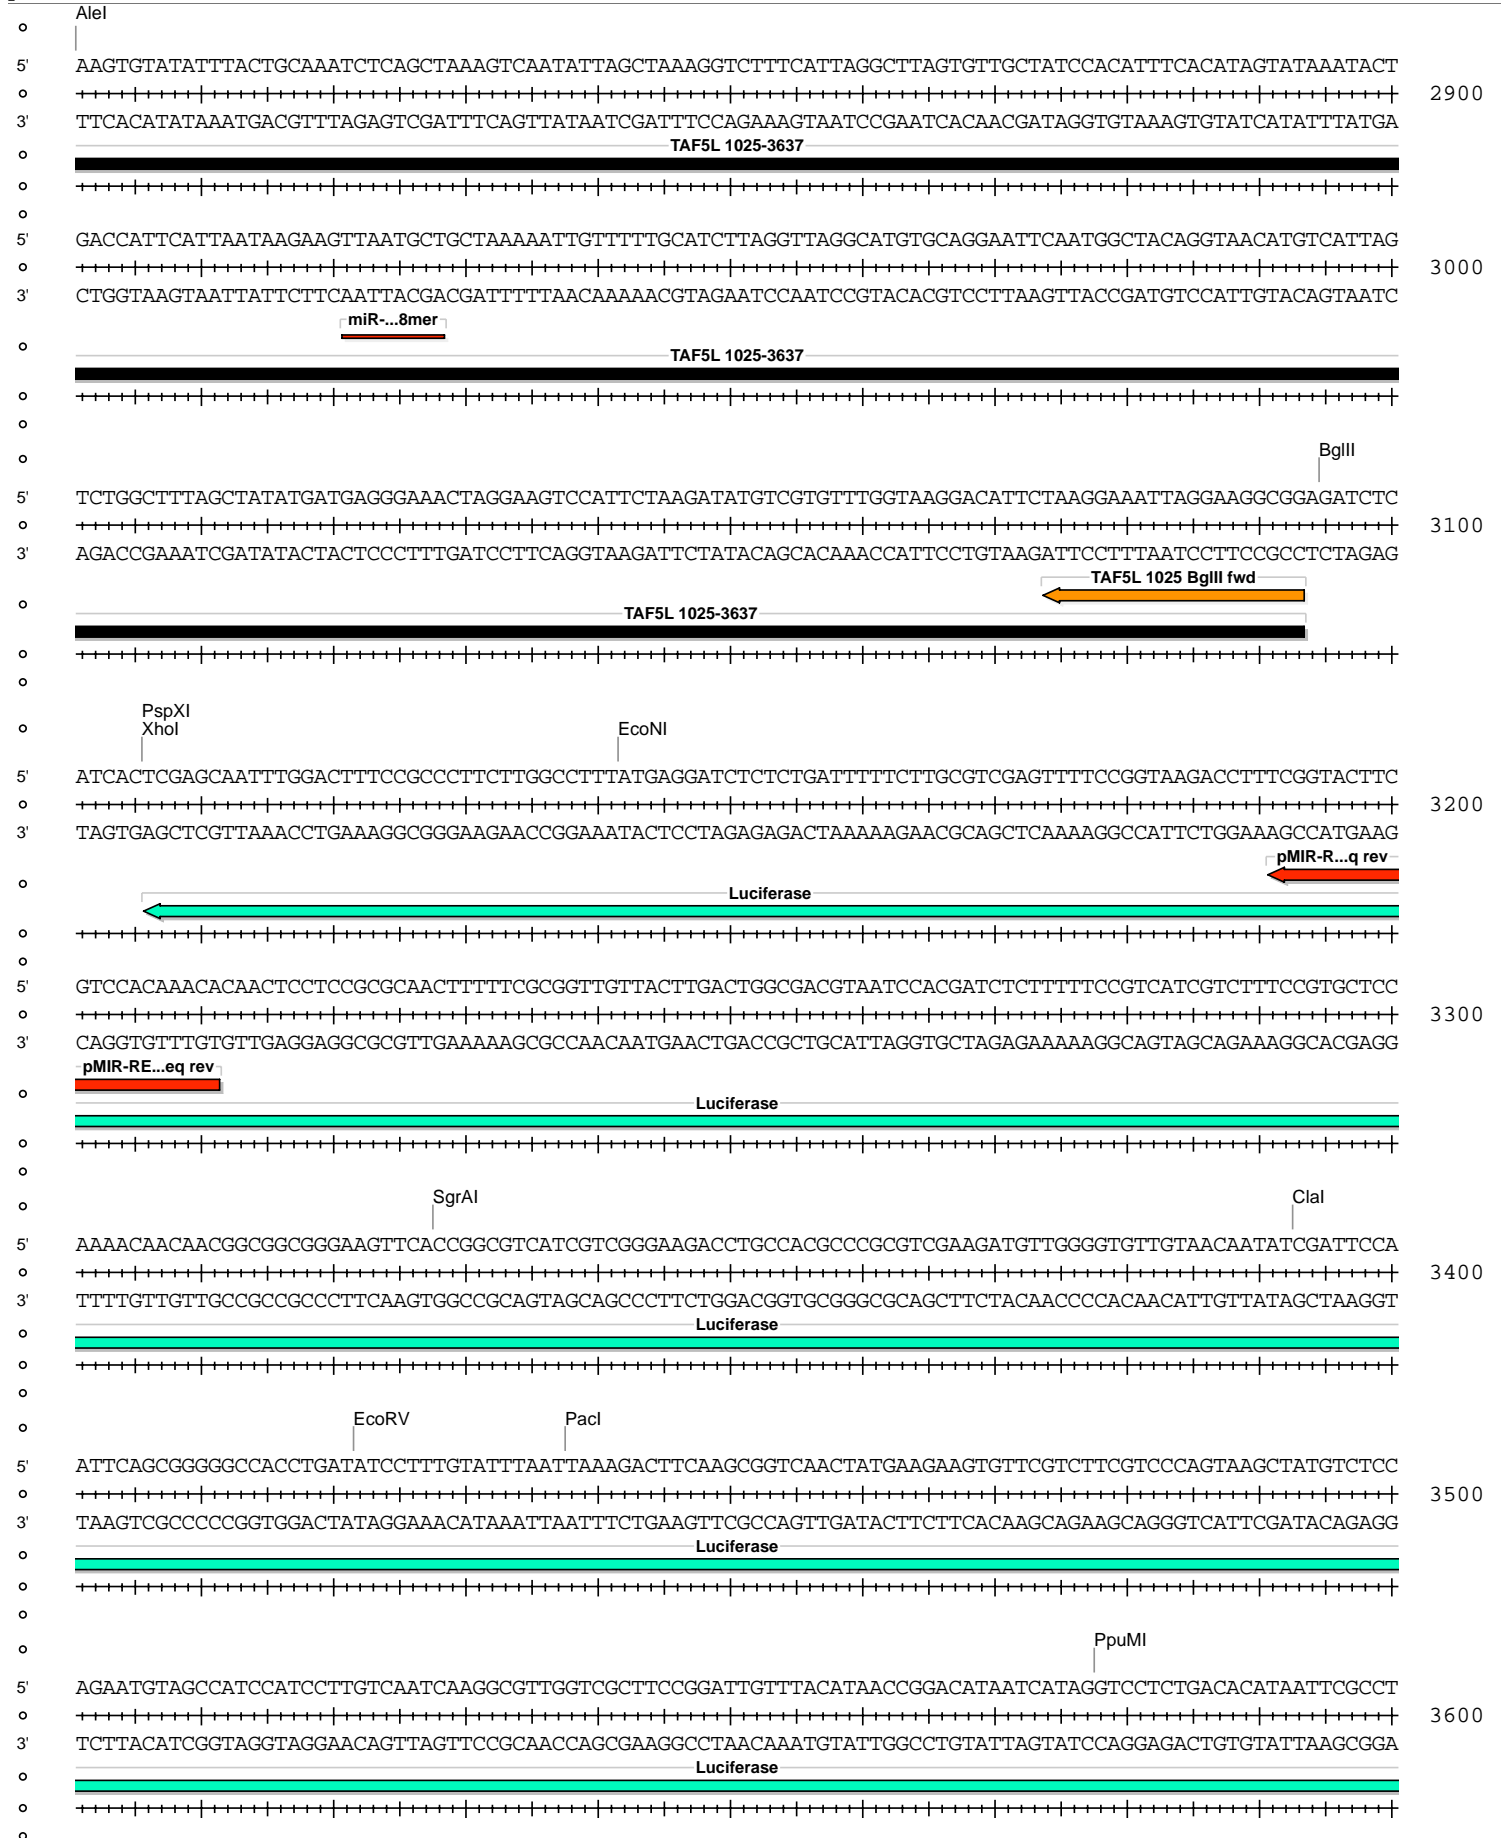 AleI
5' AAGTGTATATTTACTGCAAATCTCAGCTAAAGTCAATATTAGCTAAAGGTCTTTCATTAGGCTTAGTGTTGCTATCCACATTTCACATAGTATAAATACT
2900
3' TTCACATATAAATGACGTTTAGAGTCGATTTCAGTTATAATCGATTTCCAGAAAGTAATCCGAATCACAACGATAGGTGTAAAGTGTATCATATTTATGA
TAF5L 1025-3637
5' GACCATTCATTAATAAGAAGTTAATGCTGCTAAAAATTGTTTTTGCATCTTAGGTTAGGCATGTGCAGGAATTCAATGGCTACAGGTAACATGTCATTAG
3000
3' CTGGTAAGTAATTATTCTTCAATTACGACGATTTTTAACAAAAACGTAGAATCCAATCCGTACACGTCCTTAAGTTACCGATGTCCATTGTACAGTAATC
miR-...8mer
TAF5L 1025-3637
BglII
5' TCTGGCTTTAGCTATATGATGAGGGAAACTAGGAAGTCCATTCTAAGATATGTCGTGTTTGGTAAGGACATTCTAAGGAAATTAGGAAGGCGGAGATCTC
3100
3' AGACCGAAATCGATATACTACTCCCTTTGATCCTTCAGGTAAGATTCTATACAGCACAAACCATTCCTGTAAGATTCCTTTAATCCTTCCGCCTCTAGAG
TAF5L 1025 BglII fwd
TAF5L 1025-3637
PspXI
XhoI EcoNI
5' ATCACTCGAGCAATTTGGACTTTCCGCCCTTCTTGGCCTTTATGAGGATCTCTCTGATTTTTCTTGCGTCGAGTTTTCCGGTAAGACCTTTCGGTACTTC
3200
3' TAGTGAGCTCGTTAAACCTGAAAGGCGGGAAGAACCGGAAATACTCCTAGAGAGACTAAAAAGAACGCAGCTCAAAAGGCCATTCTGGAAAGCCATGAAG
pMIR-R...q rev
Luciferase
5' GTCCACAAACACAACTCCTCCGCGCAACTTTTTCGCGGTTGTTACTTGACTGGCGACGTAATCCACGATCTCTTTTTCCGTCATCGTCTTTCCGTGCTCC
3300
3' CAGGTGTTTGTGTTGAGGAGGCGCGTTGAAAAAGCGCCAACAATGAACTGACCGCTGCATTAGGTGCTAGAGAAAAAGGCAGTAGCAGAAAGGCACGAGG
pMIR-RE...eq rev
Luciferase
SgrAI ClaI
5' AAAACAACAACGGCGGCGGGAAGTTCACCGGCGTCATCGTCGGGAAGACCTGCCACGCCCGCGTCGAAGATGTTGGGGTGTTGTAACAATATCGATTCCA
3400
3' TTTTGTTGTTGCCGCCGCCCTTCAAGTGGCCGCAGTAGCAGCCCTTCTGGACGGTGCGGGCGCAGCTTCTACAACCCCACAACATTGTTATAGCTAAGGT
Luciferase
EcoRV PacI
5' ATTCAGCGGGGGCCACCTGATATCCTTTGTATTTAATTAAAGACTTCAAGCGGTCAACTATGAAGAAGTGTTCGTCTTCGTCCCAGTAAGCTATGTCTCC
3500
3' TAAGTCGCCCCCGGTGGACTATAGGAAACATAAATTAATTTCTGAAGTTCGCCAGTTGATACTTCTTCACAAGCAGAAGCAGGGTCATTCGATACAGAGG
Luciferase
PpuMI
5' AGAATGTAGCCATCCATCCTTGTCAATCAAGGCGTTGGTCGCTTCCGGATTGTTTACATAACCGGACATAATCATAGGTCCTCTGACACATAATTCGCCT
3600
3' TCTTACATCGGTAGGTAGGAACAGTTAGTTCCGCAACCAGCGAAGGCCTAACAAATGTATTGGCCTGTATTAGTATCCAGGAGACTGTGTATTAAGCGGA
Luciferase